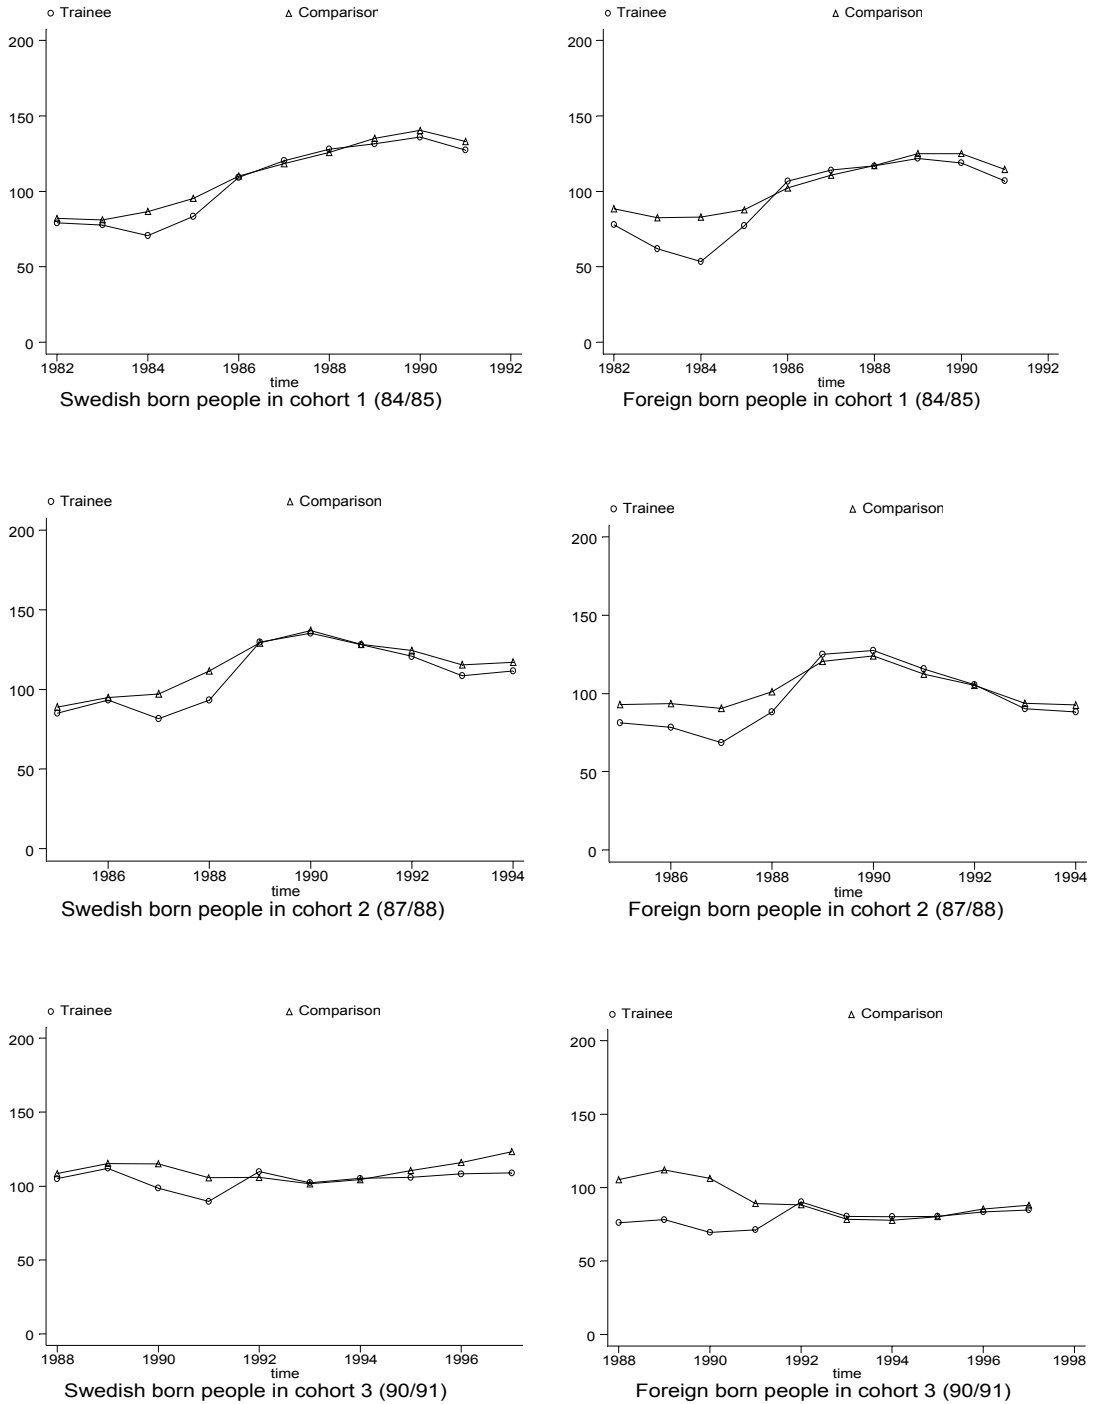 Trainee Comparison
200
150
100
50
0
1982 1984 1986 1988 1990 1992
time
Swedish born people in cohort 1 (84/85)
Trainee Comparison
200
150
100
50
0
1982 1984 1986 1988 1990 1992
time
Foreign born people in cohort 1 (84/85)
Trainee Comparison
200
150
100
50
0
1986 1988 1990 1992 1994
time
Swedish born people in cohort 2 (87/88)
Trainee Comparison
200
150
100
50
0
1986 1988 1990 1992 1994
time
Foreign born people in cohort 2 (87/88)
Trainee Comparison
200
150
100
50
0
1988 1990 1992 1994 1996
time
Swedish born people in cohort 3 (90/91)
Trainee Comparison
200
150
100
50
0
1988 1990 1992 1994 1996 1998
time
Foreign born people in cohort 3 (90/91)